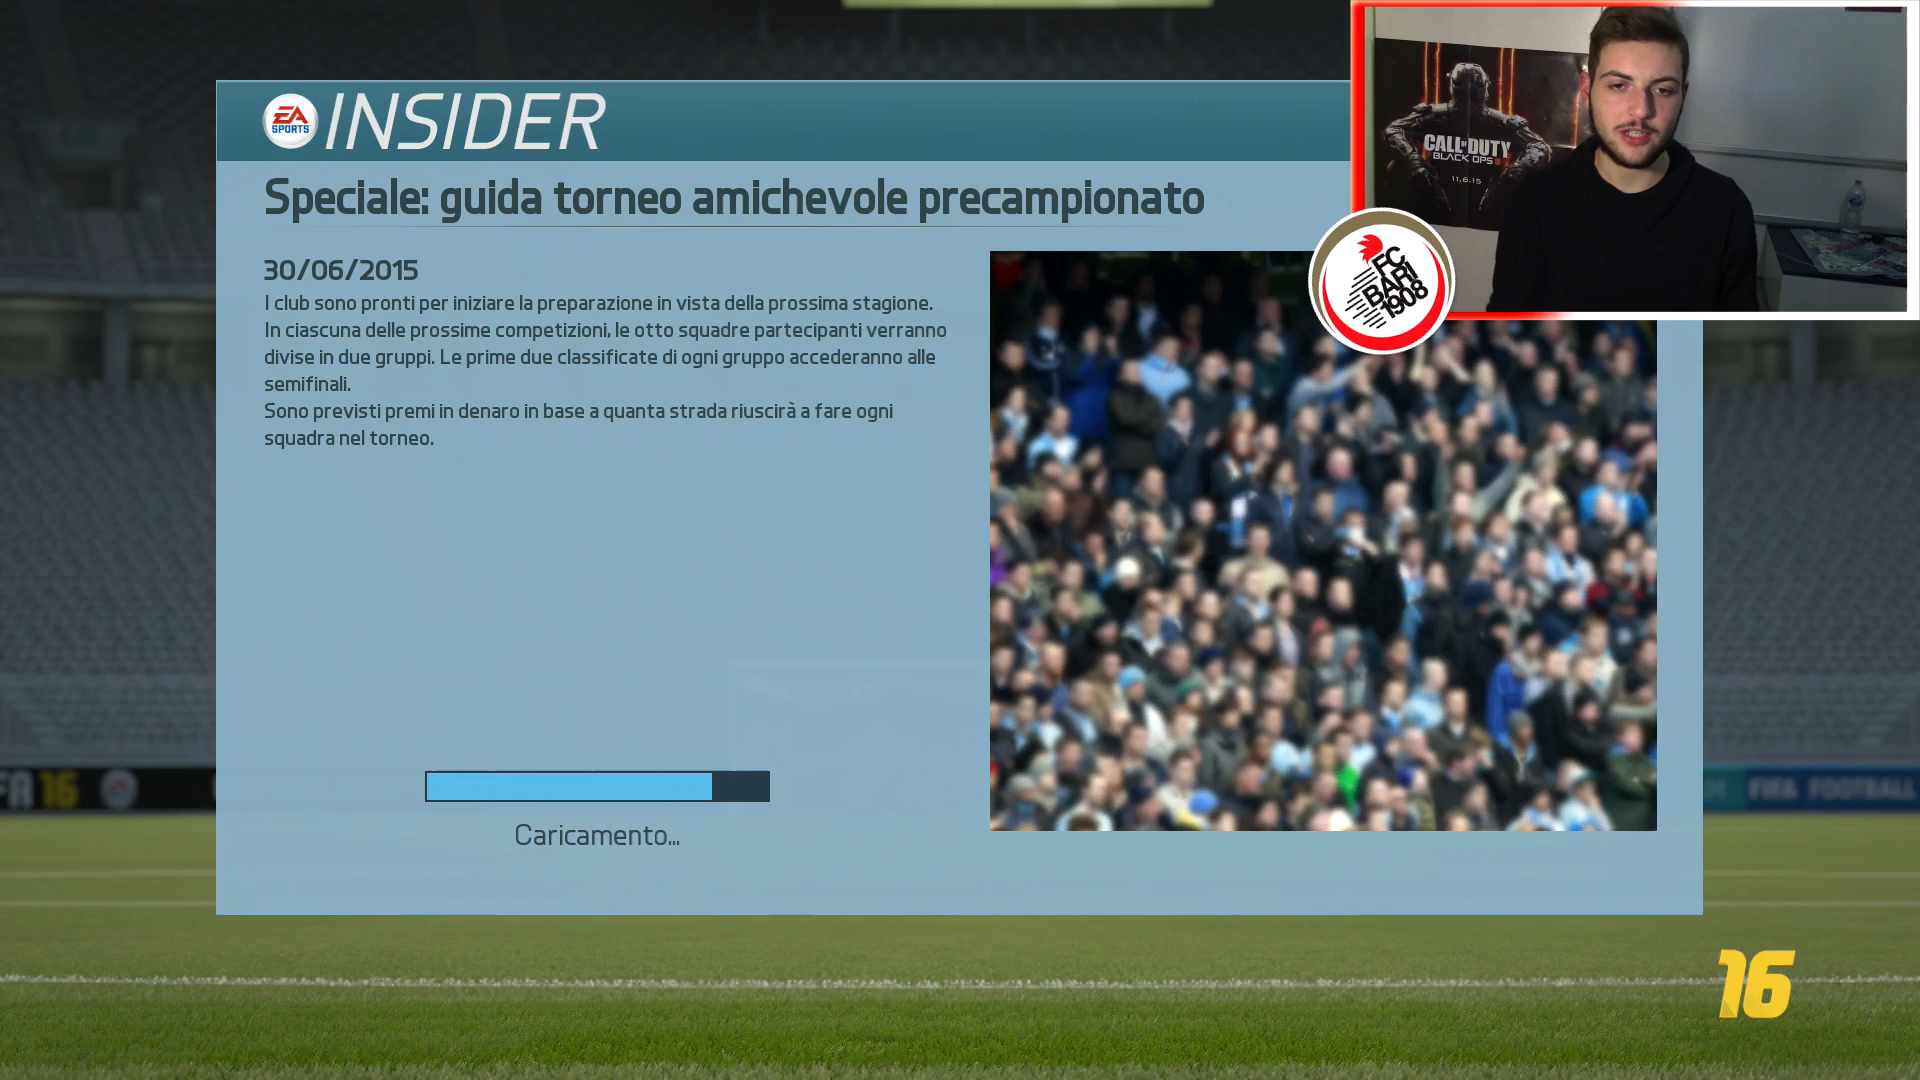 EA
SPORTS
INSIDER
Speciale: guida torneo amichevole precampionato
30/06/2015
I club sono pronti per iniziare la preparazione in vista della prossima stagione.
In ciascuna delle prossime competizioni, le otto squadre partecipanti verranno
divise in due gruppi. Le prime due classificate di ogni gruppo accederanno alle
semifinali.
Sono previsti premi in denaro in base a quanta strada riuscirà a fare ogni
squadra nel torneo.
Caricamento...
CALL OF DUTY
BLACK OPS III
11.6.15
FC
BARI
1908
FA 16
FIFA FOOTBALL
16